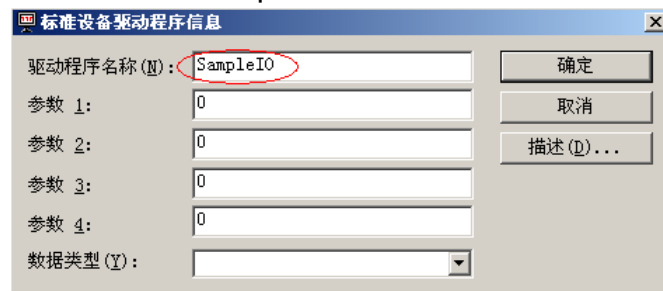 标准设备驱动程序信息
驱动程序名称(N): SampleIO 确定
参数 1: 0 取消
参数 2: 0 描述(D)...
参数 3: 0
参数 4: 0
数据类型(Y):